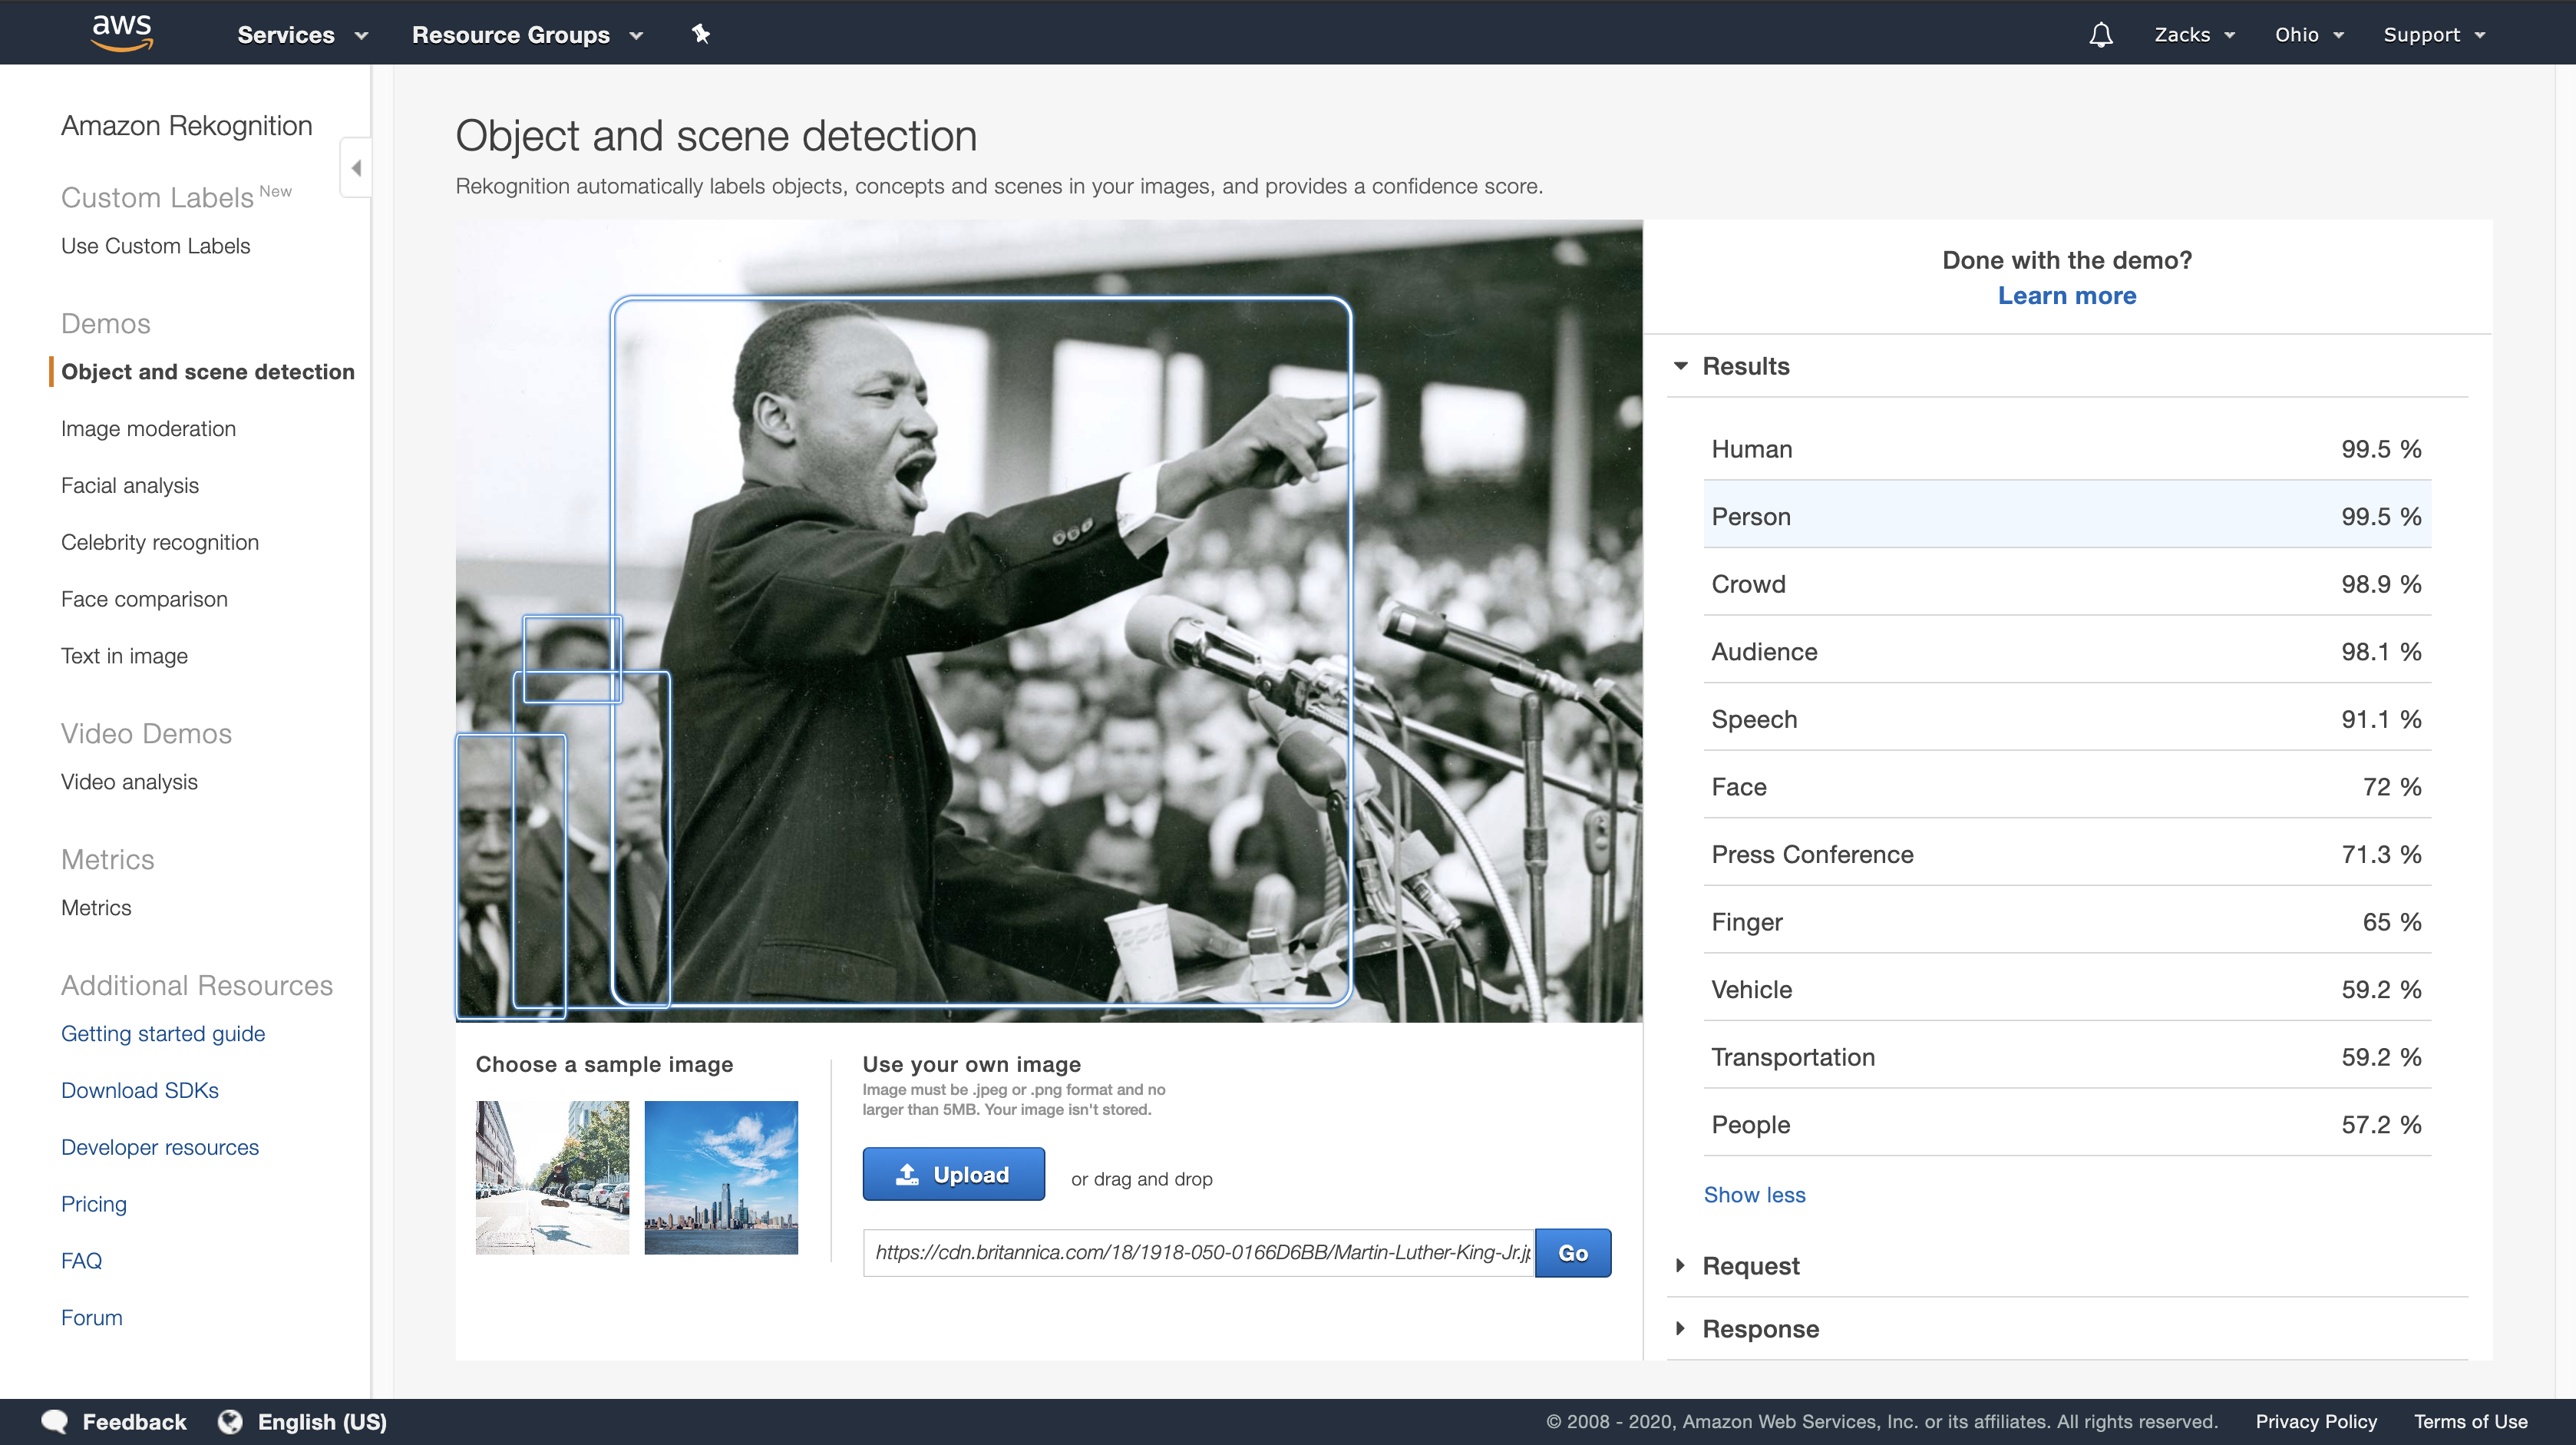 aws
Services
Resource Groups
Zacks
Ohio
Support
Amazon Rekognition
Custom Labels New
Use Custom Labels
Demos
Object and scene detection
Image moderation
Facial analysis
Celebrity recognition
Face comparison
Text in image
Video Demos
Video analysis
Metrics
Metrics
Additional Resources
Getting started guide
Download SDKs
Developer resources
Pricing
FAQ
Forum
Object and scene detection
Rekognition automatically labels objects, concepts and scenes in your images, and provides a confidence score.
Choose a sample image
Use your own image
Image must be .jpeg or .png format and no
larger than 5MB. Your image isn't stored.
Upload
or drag and drop
https://cdn.britannica.com/18/1918-050-0166D6BB/Martin-Luther-King-Jr.jp
Go
Done with the demo?
Learn more
Results
Human 99.5 %
Person 99.5 %
Crowd 98.9 %
Audience 98.1 %
Speech 91.1 %
Face 72 %
Press Conference 71.3 %
Finger 65 %
Vehicle 59.2 %
Transportation 59.2 %
People 57.2 %
Show less
Request
Response
Feedback
English (US)
© 2008 - 2020, Amazon Web Services, Inc. or its affiliates. All rights reserved.
Privacy Policy
Terms of Use